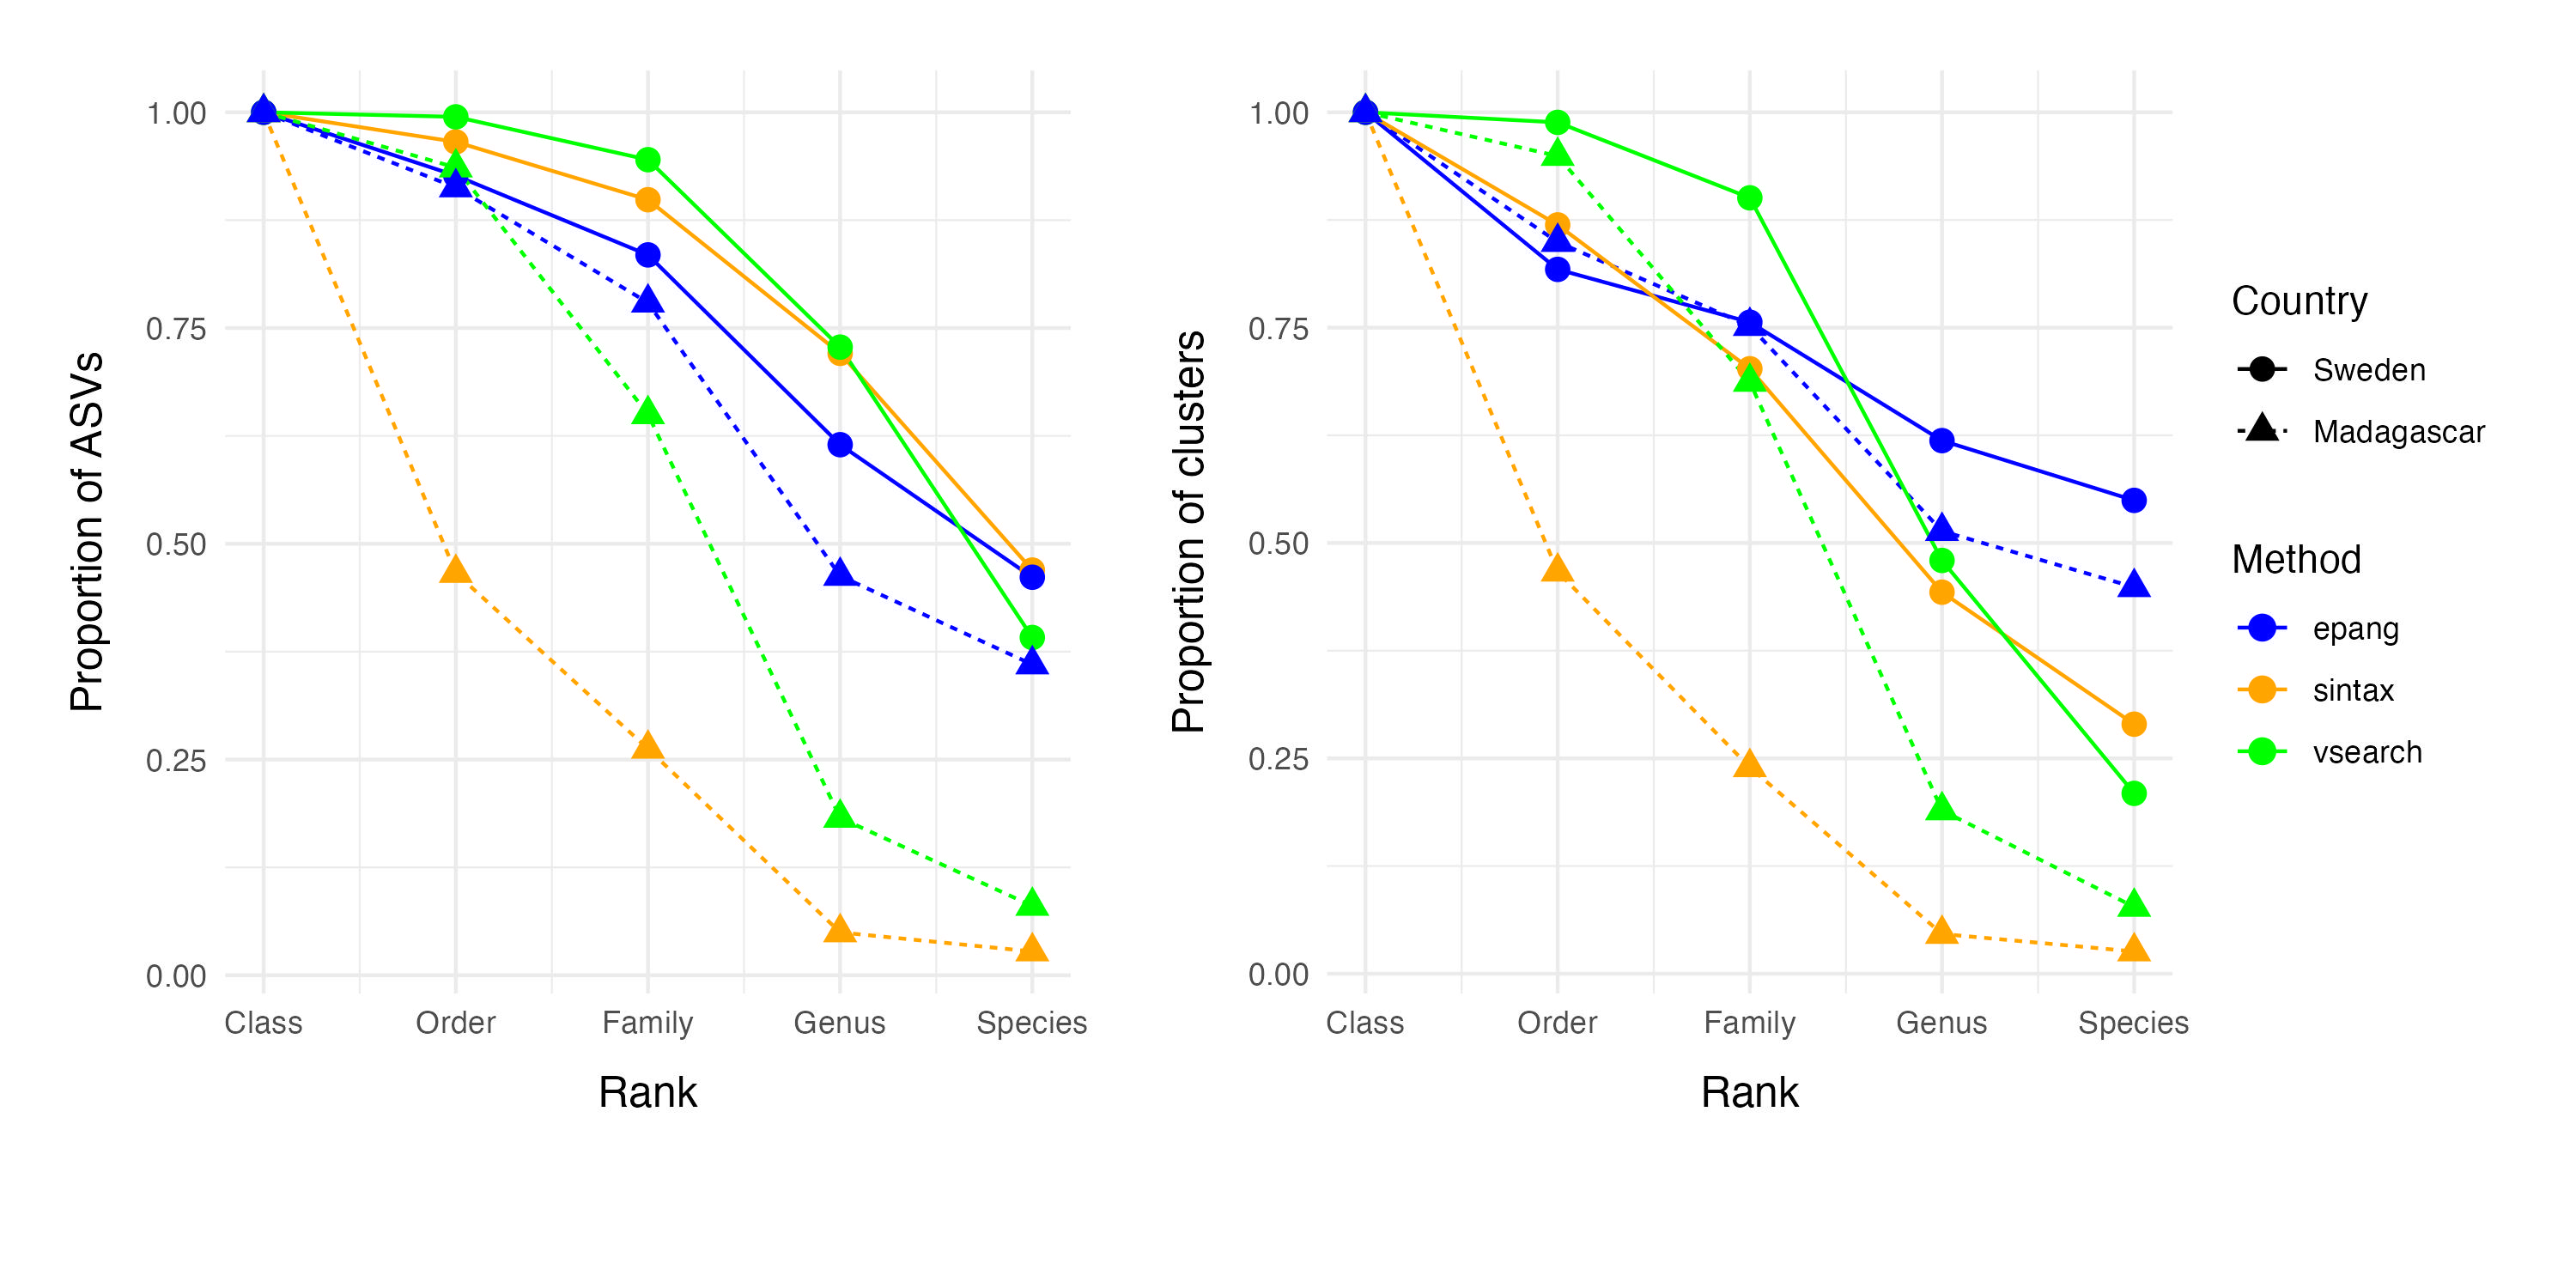 Proportion of ASVs
1.00
0.75
0.50
0.25
0.00
Class
Order
Family
Genus
Species
Rank
Proportion of clusters
1.00
0.75
0.50
0.25
0.00
Class
Order
Family
Genus
Species
Rank
Country
Sweden
Madagascar
Method
epang
sintax
vsearch